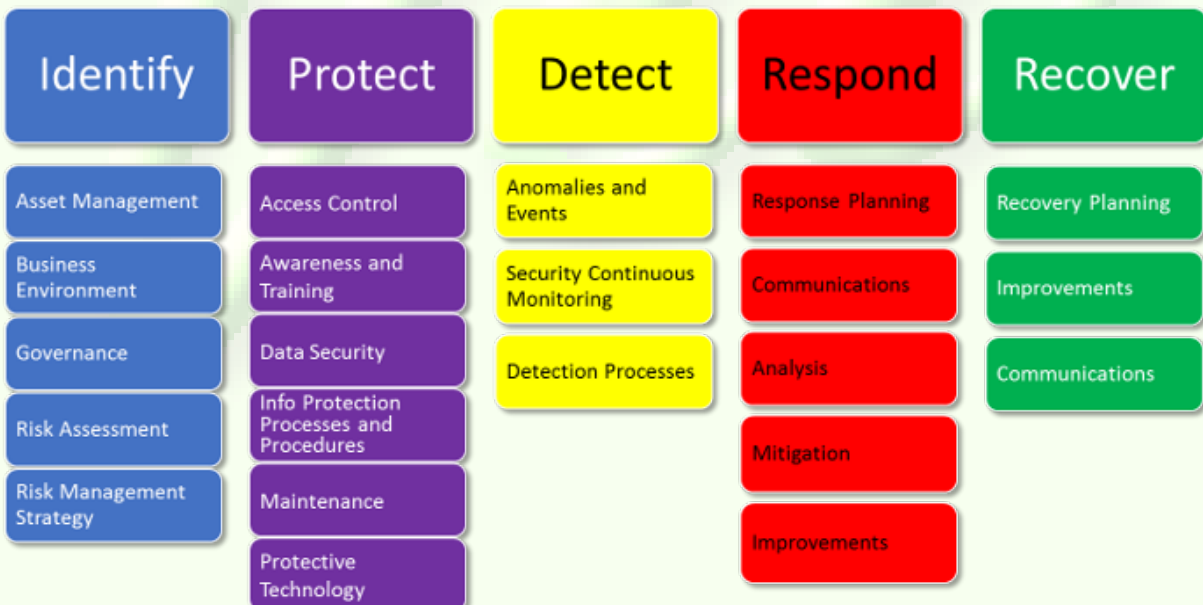 Identify
Protect
Detect
Respond
Recover
Asset Management
Business
Environment
Governance
Risk Assessment
Risk Management
Strategy
Access Control
Awareness and
Training
Data Security
Info Protection
Processes and
Procedures
Maintenance
Protective
Technology
Anomalies and
Events
Security Continuous
Monitoring
Detection Processes
Response Planning
Communications
Analysis
Mitigation
Improvements
Recovery Planning
Improvements
Communications